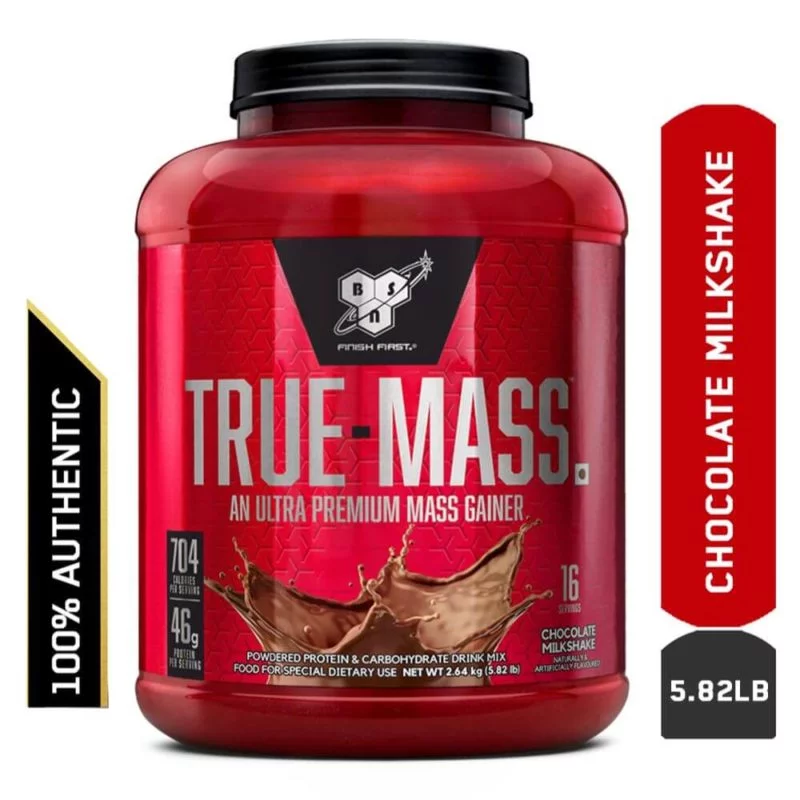 B S N
FINISH FIRST.®
TRUE-MASS.
AN ULTRA PREMIUM MASS GAINER
704
CALORIES
PER SERVING
46g
PROTEIN
PER SERVING
16
SERVINGS
CHOCOLATE
MILKSHAKE
NATURALLY &
ARTIFICIALLY FLAVOURED
POWDERED PROTEIN & CARBOHYDRATE DRINK MIX
FOOD FOR SPECIAL DIETARY USE NET WT 2.64 kg (5.82 lb)
100% AUTHENTIC
CHOCOLATE MILKSHAKE
5.82LB